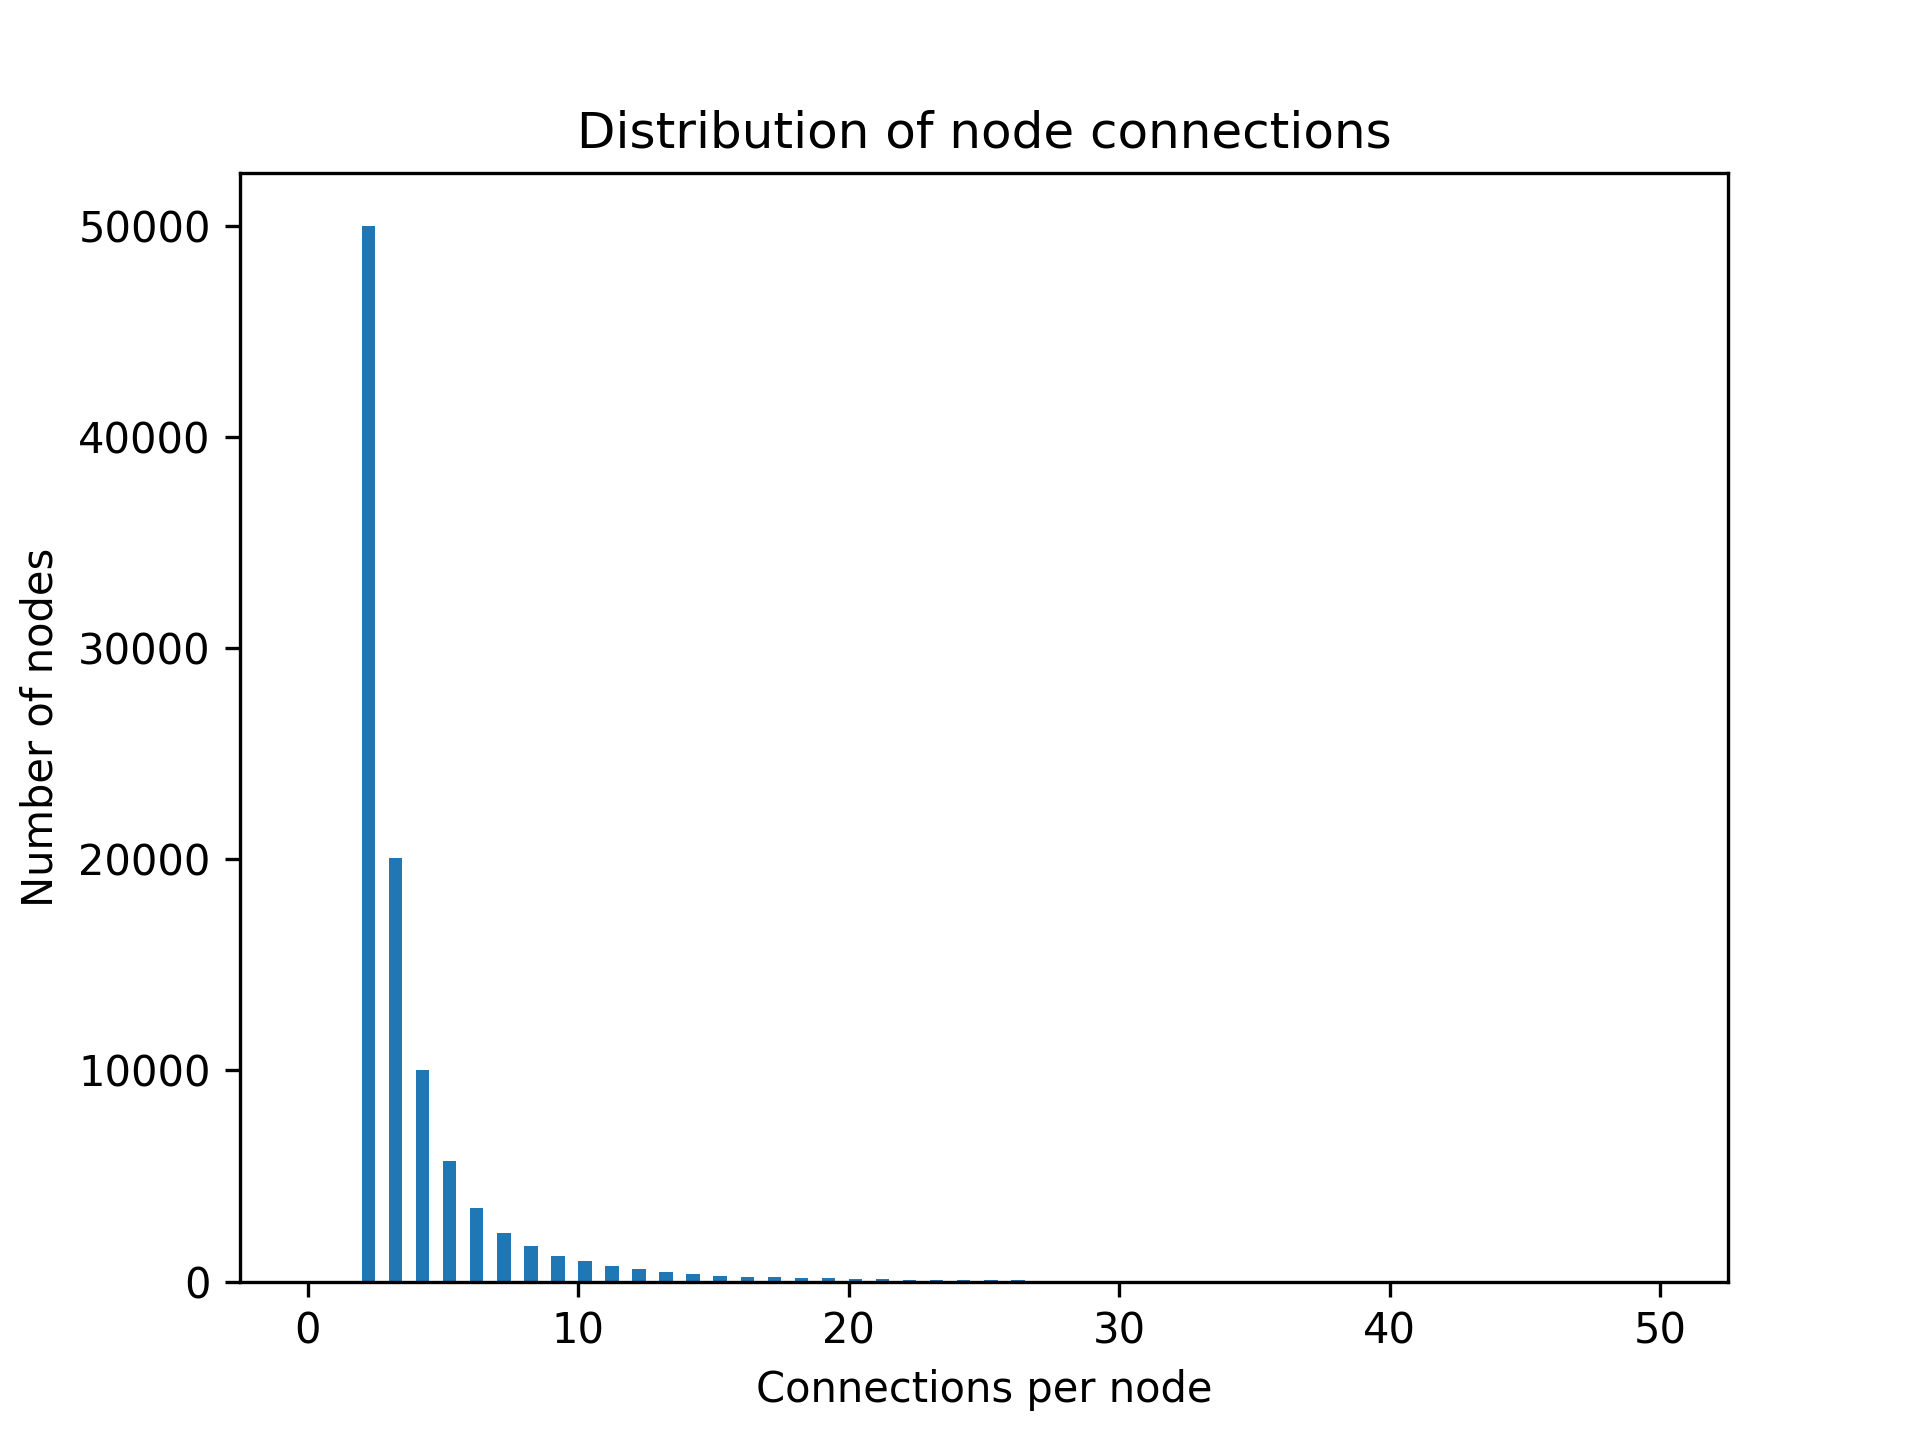 Distribution of node connections
50000
40000
30000
20000
10000
0
Number of nodes
0 10 20 30 40 50
Connections per node